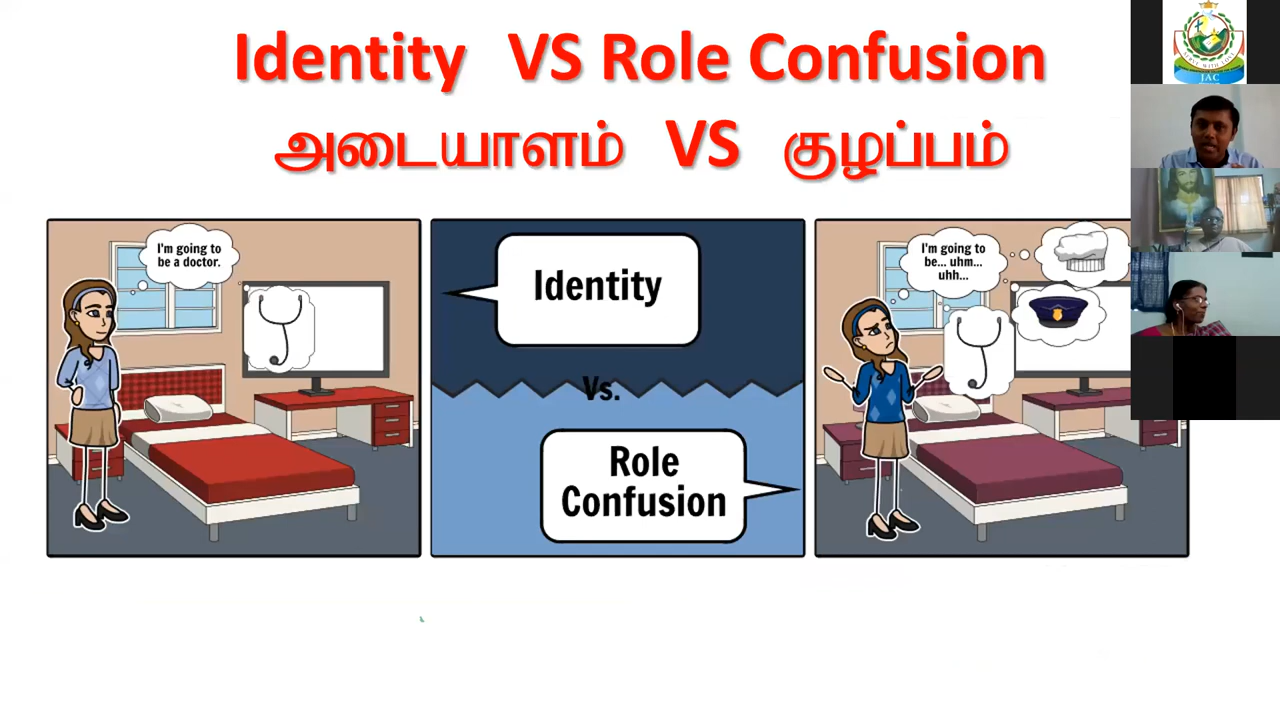 Identity VS Role Confusion
அடையாளம் VS குழப்பம்
I'm going to
be a doctor.
Identity
Vs.
Role
Confusion
I'm going to
be... uhm...
uhh...
JAC